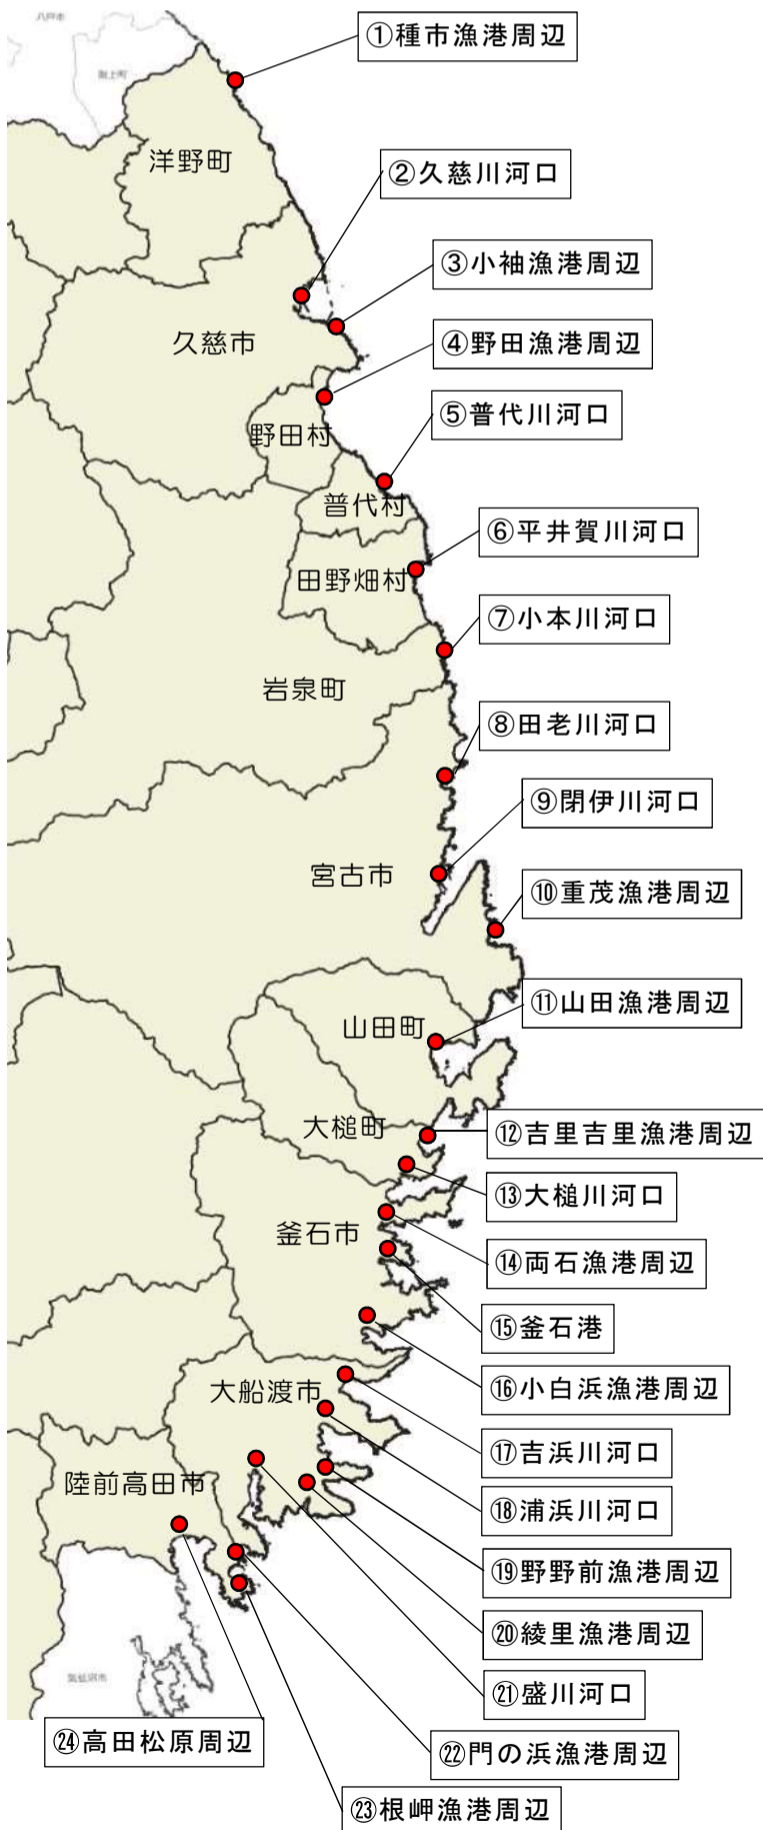 八戸市
①種市漁港周辺
階上町
洋野町
②久慈川河口
③小袖漁港周辺
久慈市
④野田漁港周辺
野田村
⑤普代川河口
普代村
⑥平井賀川河口
田野畑村
⑦小本川河口
岩泉町
⑧田老川河口
⑨閉伊川河口
宮古市
⑩重茂漁港周辺
⑪山田漁港周辺
山田町
大槌町
⑫吉里吉里漁港周辺
⑬大槌川河口
釜石市
⑭両石漁港周辺
⑮釜石港
大船渡市
⑯小白浜漁港周辺
⑰吉浜川河口
陸前高田市
⑱浦浜川河口
⑲野野前漁港周辺
⑳綾里漁港周辺
気仙沼市
㉑盛川河口
㉔高田松原周辺
㉒門の浜漁港周辺
㉓根岬漁港周辺